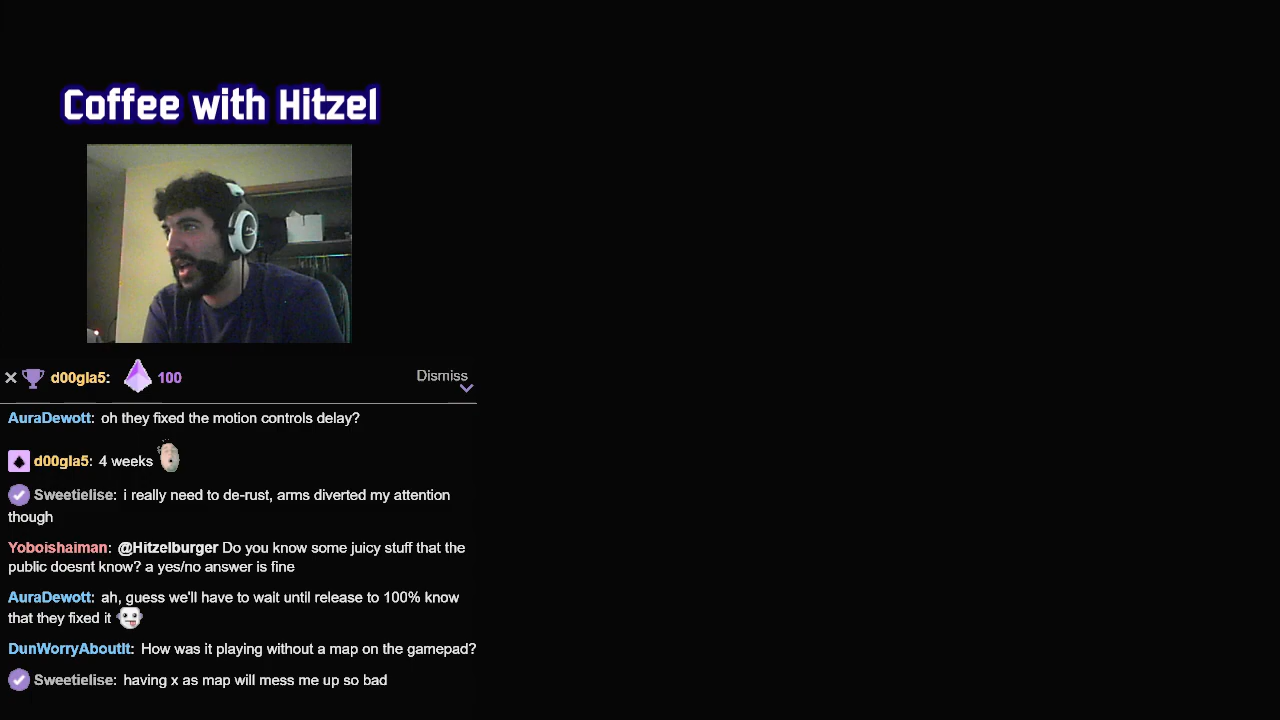 Coffee with Hitzel
d00gla5: 100 Dismiss
AuraDewott: oh they fixed the motion controls delay?
d00gla5: 4 weeks
Sweetielise: i really need to de-rust, arms diverted my attention
though
Yoboishaiman: @Hitzelburger Do you know some juicy stuff that the
public doesnt know? a yes/no answer is fine
AuraDewott: ah, guess we'll have to wait until release to 100% know
that they fixed it
DunWorryAboutIt: How was it playing without a map on the gamepad?
Sweetielise: having x as map will mess me up so bad